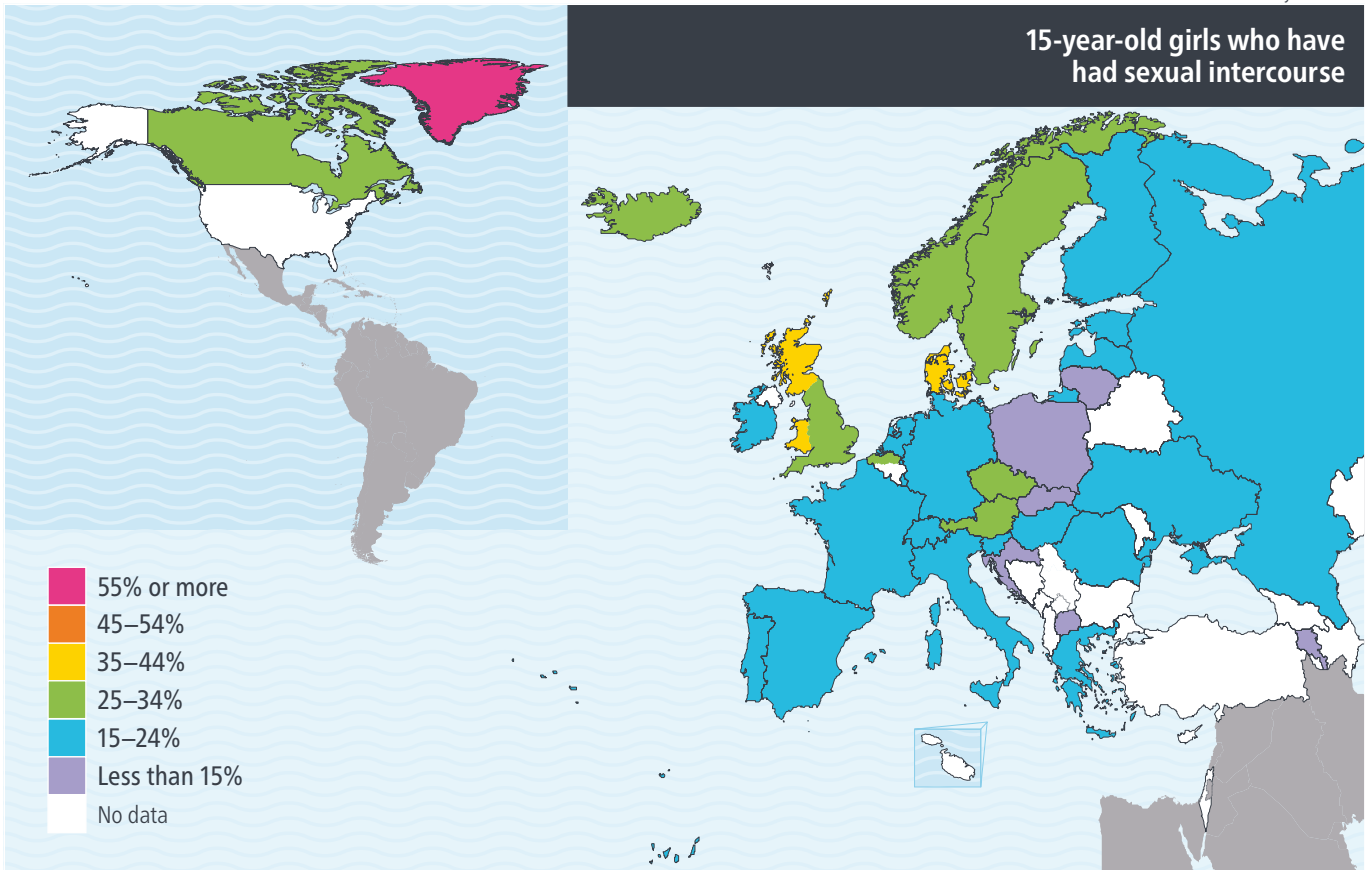 15-year-old girls who have
had sexual intercourse
55% or more
45–54%
35–44%
25–34%
15–24%
Less than 15%
No data